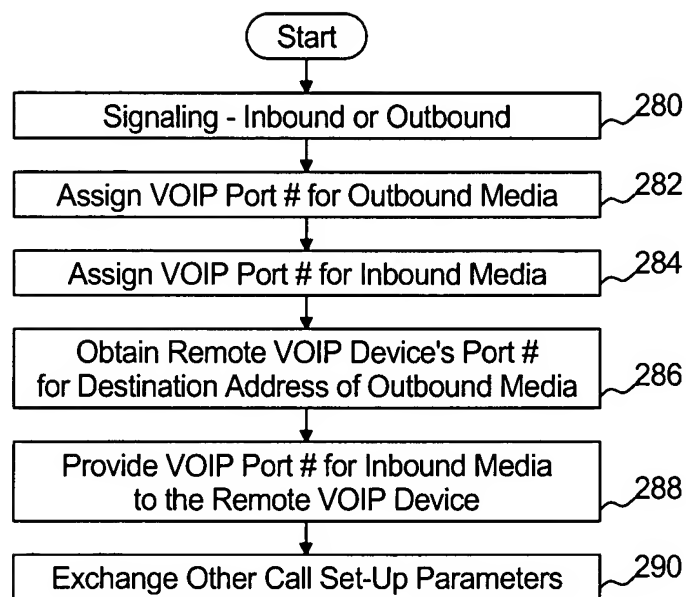 Start
Signaling - Inbound or Outbound
280
Assign VOIP Port # for Outbound Media
282
Assign VOIP Port # for Inbound Media
284
Obtain Remote VOIP Device's Port #
for Destination Address of Outbound Media
286
Provide VOIP Port # for Inbound Media
to the Remote VOIP Device
288
Exchange Other Call Set-Up Parameters
290